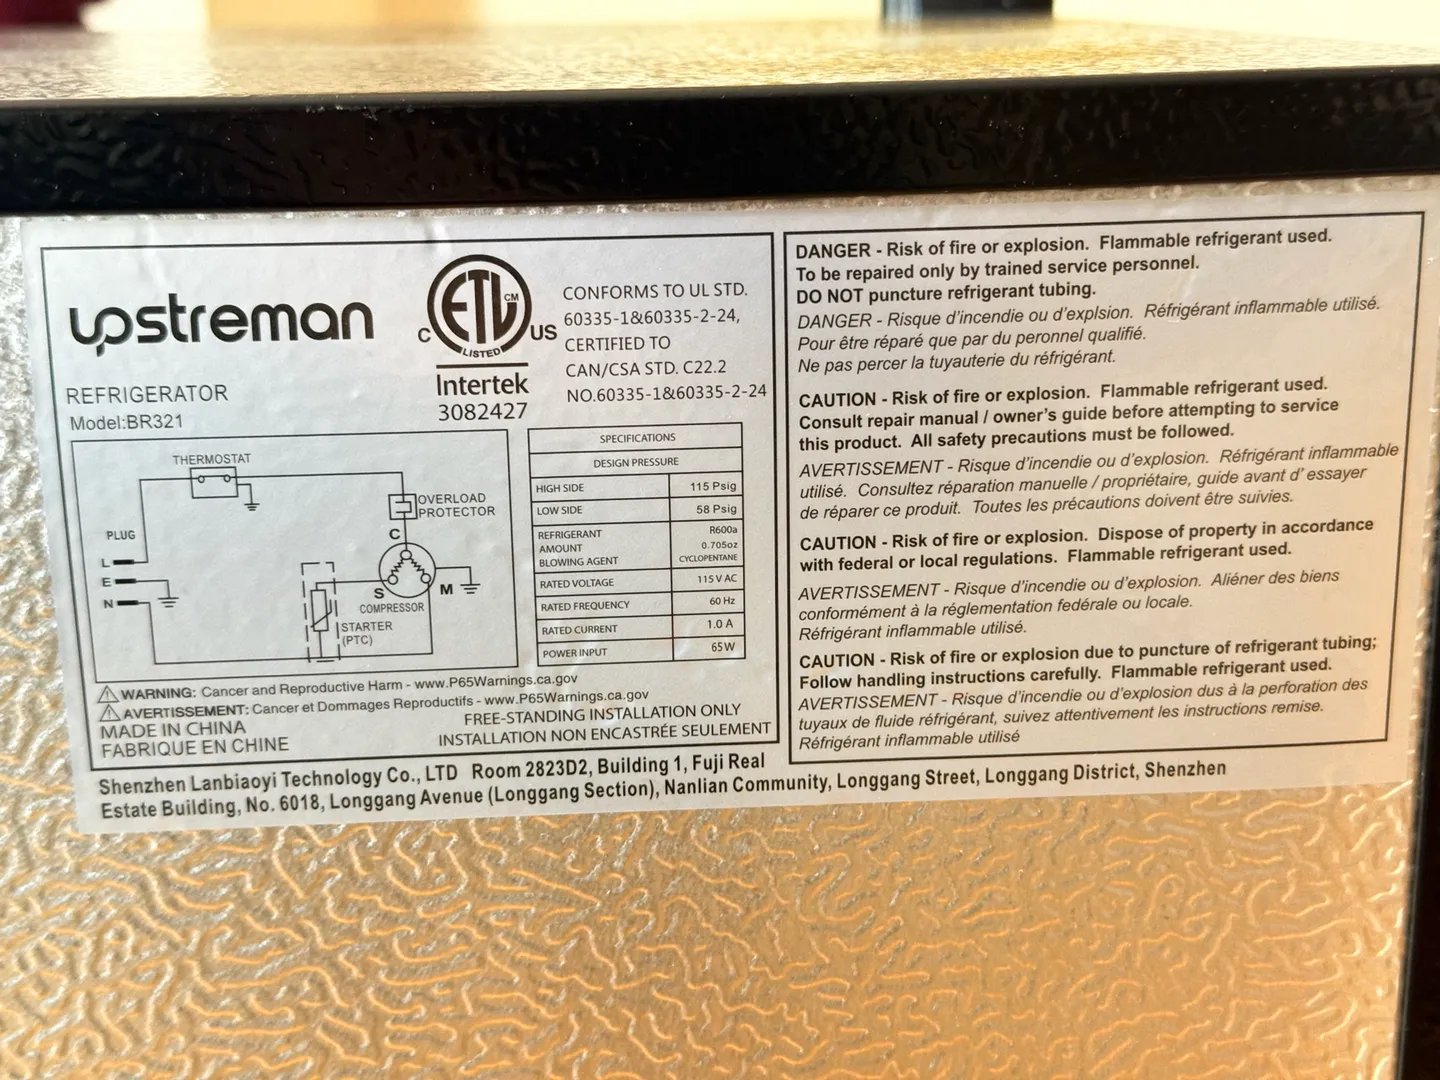 upstreman
REFRIGERATOR
Model:BR321
C ETL CM LISTED US
Intertek
3082427
CONFORMS TO UL STD.
60335-1&60335-2-24,
CERTIFIED TO
CAN/CSA STD. C22.2
NO.60335-1&60335-2-24
THERMOSTAT
OVERLOAD
PROTECTOR
PLUG
L
E
N
C
S
M
COMPRESSOR
STARTER
(PTC)
SPECIFICATIONS
DESIGN PRESSURE
HIGH SIDE 115 Psig
LOW SIDE 58 Psig
REFRIGERANT R600a
AMOUNT 0.705oz
BLOWING AGENT CYCLOPENTANE
RATED VOLTAGE 115 V AC
RATED FREQUENCY 60 Hz
RATED CURRENT 1.0 A
POWER INPUT 65W
WARNING: Cancer and Reproductive Harm - www.P65Warnings.ca.gov
AVERTISSEMENT: Cancer et Dommages Reproductifs - www.P65Warnings.ca.gov
MADE IN CHINA
FABRIQUE EN CHINE
FREE-STANDING INSTALLATION ONLY
INSTALLATION NON ENCASTRÉE SEULEMENT
DANGER - Risk of fire or explosion. Flammable refrigerant used.
To be repaired only by trained service personnel.
DO NOT puncture refrigerant tubing.
DANGER - Risque d'incendie ou d'explsion. Réfrigérant inflammable utilisé.
Pour être réparé que par du peronnel qualifié.
Ne pas percer la tuyauterie du réfrigérant.
CAUTION - Risk of fire or explosion. Flammable refrigerant used.
Consult repair manual / owner's guide before attempting to service
this product. All safety precautions must be followed.
AVERTISSEMENT - Risque d'incendie ou d'explosion. Réfrigérant inflammable
utilisé. Consultez réparation manuelle / propriétaire, guide avant d' essayer
de réparer ce produit. Toutes les précautions doivent être suivies.
CAUTION - Risk of fire or explosion. Dispose of property in accordance
with federal or local regulations. Flammable refrigerant used.
AVERTISSEMENT - Risque d'incendie ou d'explosion. Aliéner des biens
conformément à la réglementation fedérale ou locale.
Réfrigérant inflammable utilisé.
CAUTION - Risk of fire or explosion due to puncture of refrigerant tubing;
Follow handling instructions carefully. Flammable refrigerant used.
AVERTISSEMENT - Risque d'incendie ou d'explosion dus à la perforation des
tuyaux de fluide réfrigérant, suivez attentivement les instructions remise.
Réfrigérant inflammable utilisé
Shenzhen Lanbiaoyi Technology Co., LTD Room 2823D2, Building 1, Fuji Real
Estate Building, No. 6018, Longgang Avenue (Longgang Section), Nanlian Community, Longgang Street, Longgang District, Shenzhen